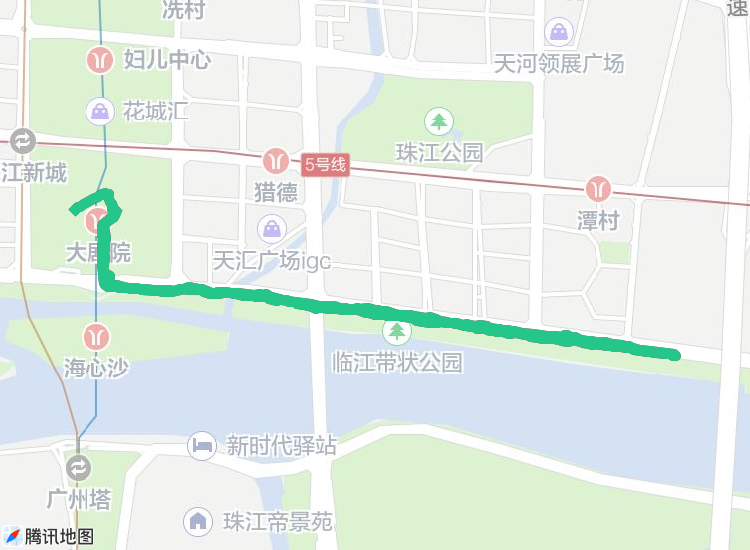 冼村
速
妇儿中心
天河领展广场
花城汇
珠江公园
江新城
5号线
猎德
潭村
大剧院
天汇广场igc
海心沙
临江带状公园
新时代驿站
广州塔
珠江帝景苑
腾讯地图